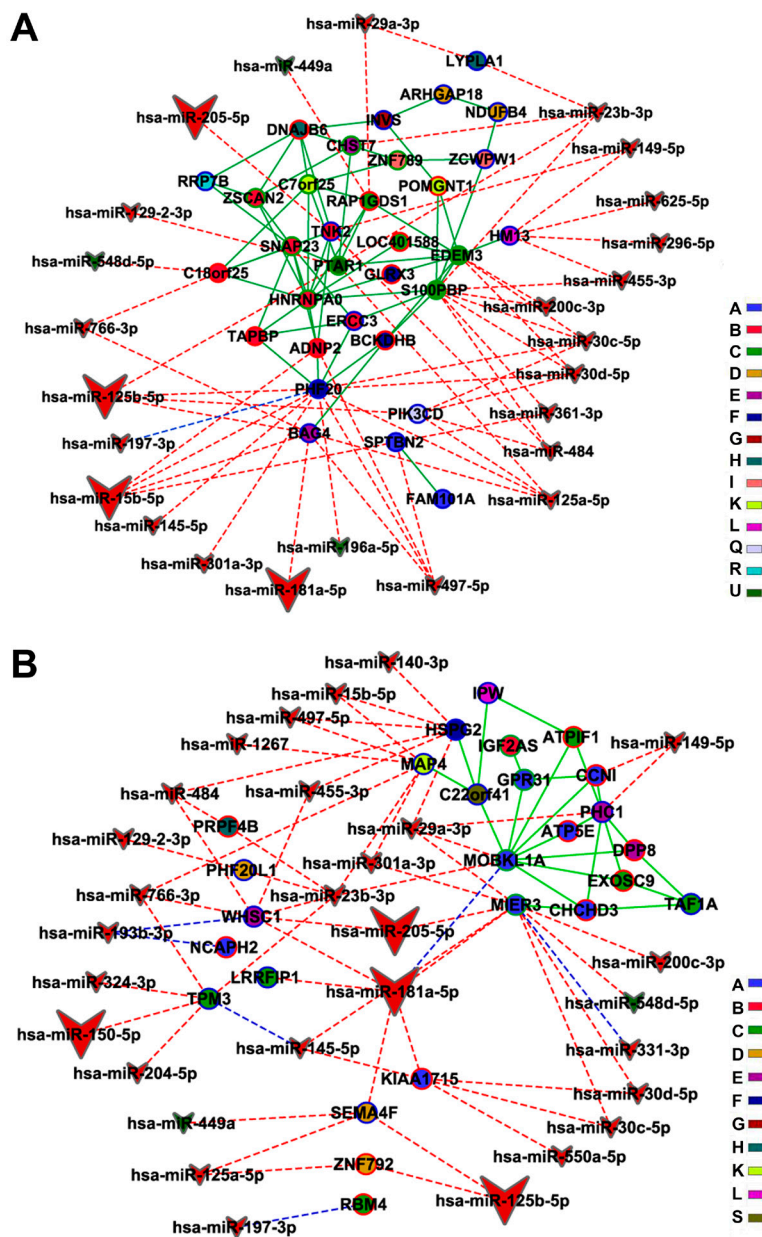 A
hsa-miR-29a-3p
LYPLA1
hsa-miR-449a
ARHGAP18
hsa-miR-205-5p
NDUFB4
hsa-miR-23b-3p
INVS
DNAJB6
CHST7
hsa-miR-149-5p
ZNF789
ZCWPW1
RRP7B
C7orf25
POMGNT1
ZSCAN2
RAP1GDS1
hsa-miR-625-5p
hsa-miR-129-2-3p
TNK2
HM13
SNAP23
LOC401588
hsa-miR-296-5p
EDEM3
hsa-miR-548d-5p
PTAR1
C18orf25
GLRX3
hsa-miR-455-3p
S100PBP
HNRNPA0
hsa-miR-200c-3p
ERCC3
hsa-miR-766-3p
TAPBP
BCKDHB
hsa-miR-30c-5p
ADNP2
hsa-miR-30d-5p
PHF20
hsa-miR-125b-5p
PIK3CD
hsa-miR-361-3p
BAG4
hsa-miR-197-3p
SPTBN2
hsa-miR-484
hsa-miR-15b-5p
FAM101A
hsa-miR-125a-5p
hsa-miR-145-5p
hsa-miR-196a-5p
hsa-miR-301a-3p
hsa-miR-181a-5p
hsa-miR-497-5p
A
B
C
D
E
F
G
H
I
K
L
Q
R
U
B
hsa-miR-140-3p
hsa-miR-15b-5p
IPW
hsa-miR-497-5p
HSPG2
ATPIF1
IGF2AS
hsa-miR-149-5p
hsa-miR-1267
MAP4
GPR31
CCNI
hsa-miR-484
hsa-miR-455-3p
C22orf41
PHC1
PRPF4B
hsa-miR-29a-3p
ATP5E
hsa-miR-129-2-3p
DPP8
hsa-miR-301a-3p
MOBKL1A
PHF20L1
EXOSC9
hsa-miR-766-3p
hsa-miR-23b-3p
MIER3
TAF1A
WHSC1
CHCHD3
hsa-miR-193b-3p
hsa-miR-205-5p
NCAPH2
hsa-miR-200c-3p
LRRFIP1
hsa-miR-324-3p
hsa-miR-181a-5p
TPM3
hsa-miR-548d-5p
hsa-miR-150-5p
hsa-miR-145-5p
hsa-miR-331-3p
hsa-miR-204-5p
KIAA1715
hsa-miR-30d-5p
SEMA4F
hsa-miR-449a
hsa-miR-30c-5p
hsa-miR-550a-5p
ZNF792
hsa-miR-125a-5p
hsa-miR-125b-5p
RBM4
hsa-miR-197-3p
A
B
C
D
E
F
G
H
K
L
S